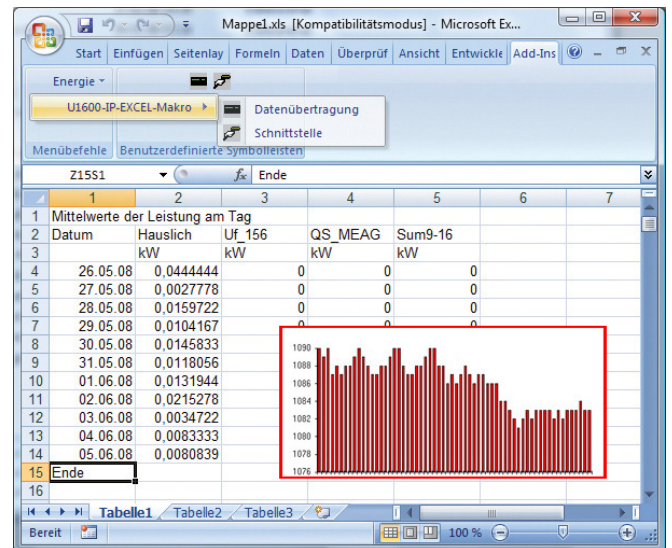 Mappe1.xls [Kompatibilitätsmodus] - Microsoft Ex...
Start Einfügen Seitenlay Formeln Daten Überprüf Ansicht Entwickle Add-Ins
Energie
U1600-IP-EXCEL-Makro
Datenübertragung
Schnittstelle
Menübefehle Benutzerdefinierte Symbolleisten
Z15S1 fx Ende
1 2 3 4 5 6 7
1 Mittelwerte der Leistung am Tag
2 Datum Hauslich Uf_156 QS_MEAG Sum9-16
3 kW kW kW kW
4 26.05.08 0,0444444 0 0 0
5 27.05.08 0,0027778 0 0 0
6 28.05.08 0,0159722 0 0 0
7 29.05.08 0,0104167 0 0 0
8 30.05.08 0,0145833
9 31.05.08 0,0118056
10 01.06.08 0,0131944
11 02.06.08 0,0215278
12 03.06.08 0,0034722
13 04.06.08 0,0083333
14 05.06.08 0,0080839
15 Ende
16
1090
1088
1086
1084
1082
1080
1078
1076
Tabelle1 Tabelle2 Tabelle3
Bereit 100 %